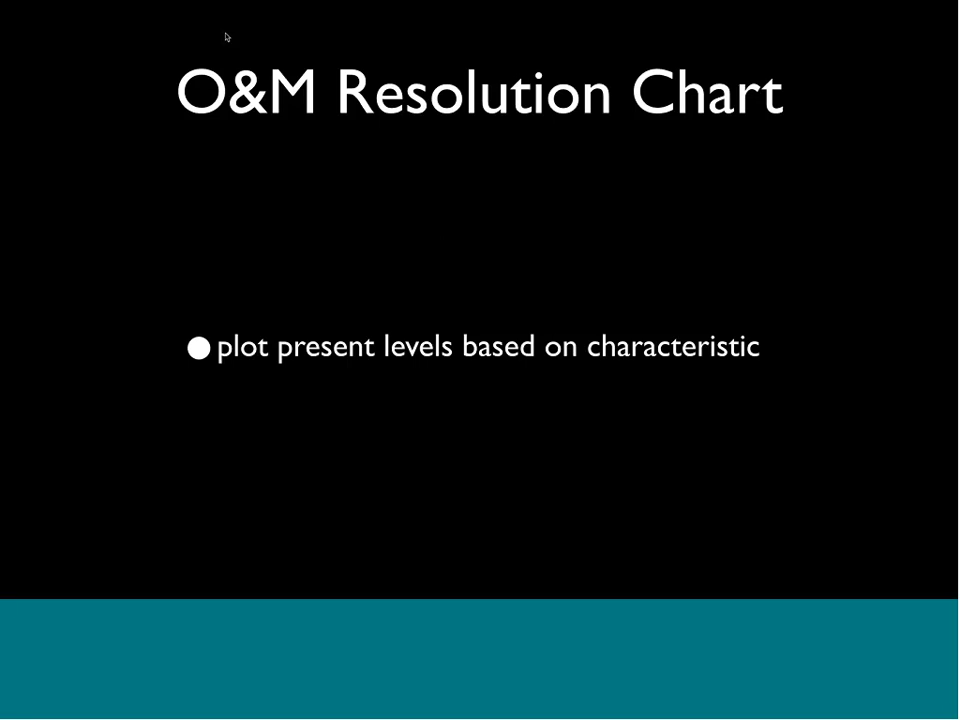 O&M Resolution Chart
● plot present levels based on characteristic